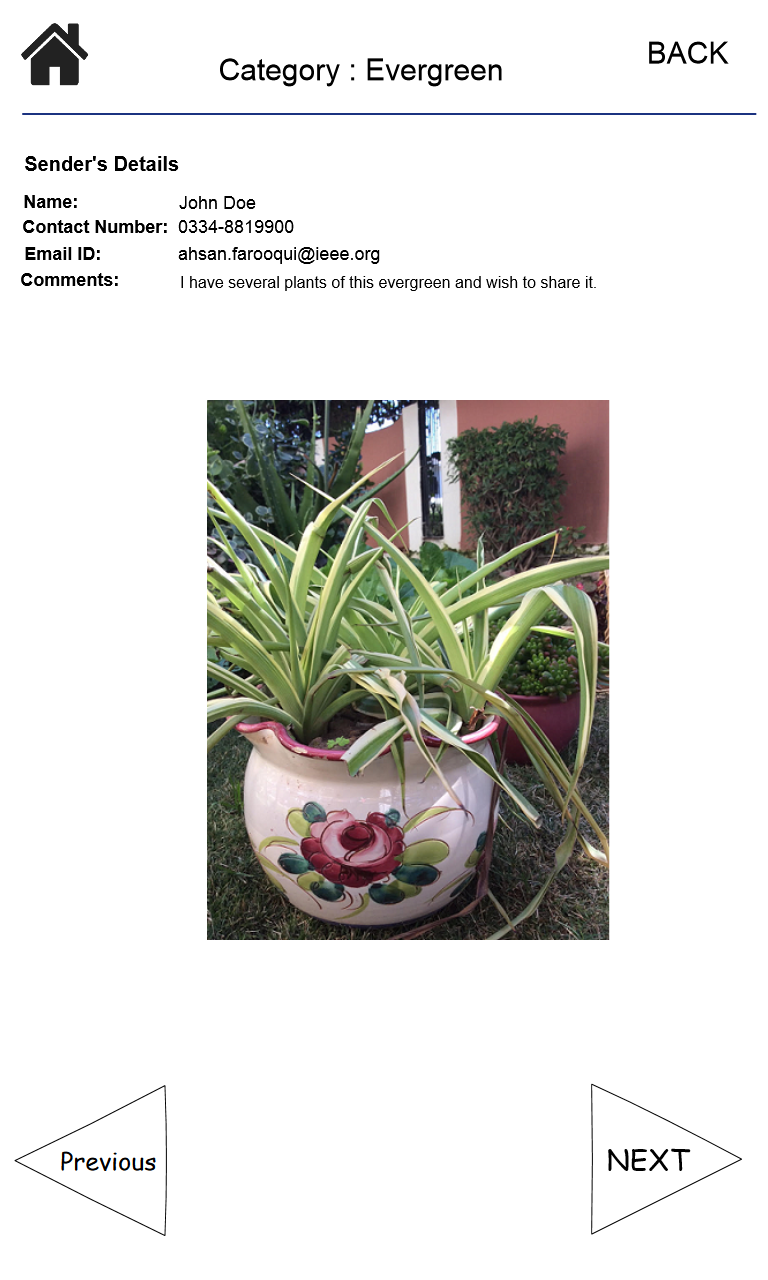 Category : Evergreen
BACK
Sender's Details
Name: John Doe
Contact Number: 0334-8819900
Email ID: ahsan.farooqui@ieee.org
Comments: I have several plants of this evergreen and wish to share it.
Previous
NEXT